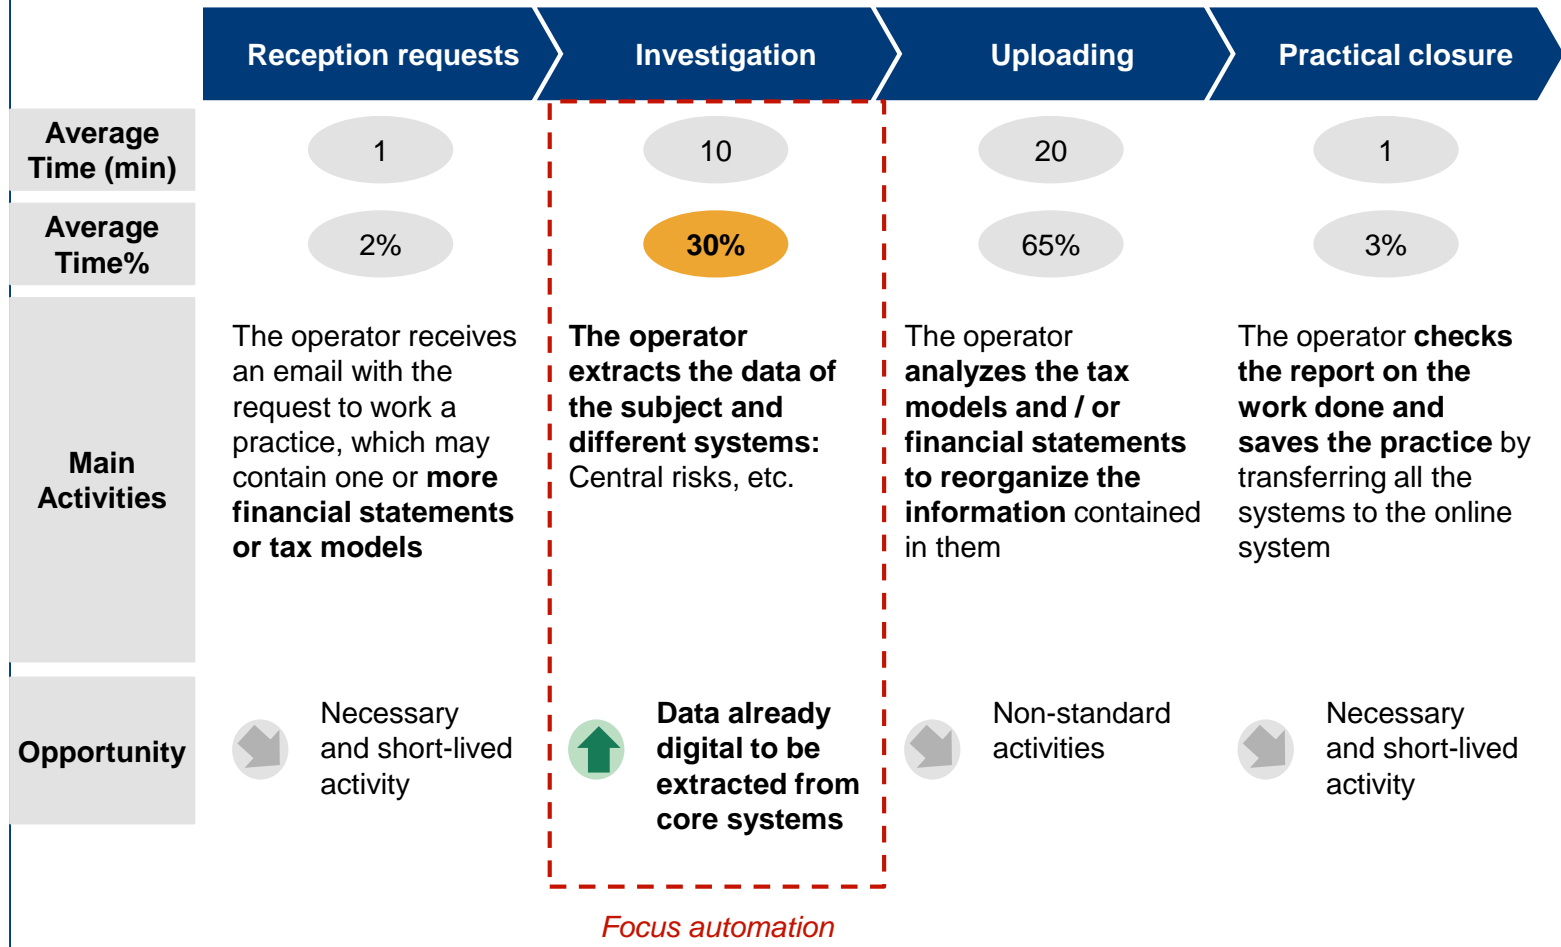 Reception requests
Investigation
Uploading
Practical closure
Average
Time (min)
1
10
20
1
Average
Time%
2%
30%
65%
3%
Main
Activities
The operator receives
an email with the
request to work a
practice, which may
contain one or more
financial statements
or tax models
The operator
extracts the data of
the subject and
different systems:
Central risks, etc.
The operator
analyzes the tax
models and / or
financial statements
to reorganize the
information contained
in them
The operator checks
the report on the
work done and
saves the practice by
transferring all the
systems to the online
system
Opportunity
Necessary
and short-lived
activity
Data already
digital to be
extracted from
core systems
Non-standard
activities
Necessary
and short-lived
activity
Focus automation